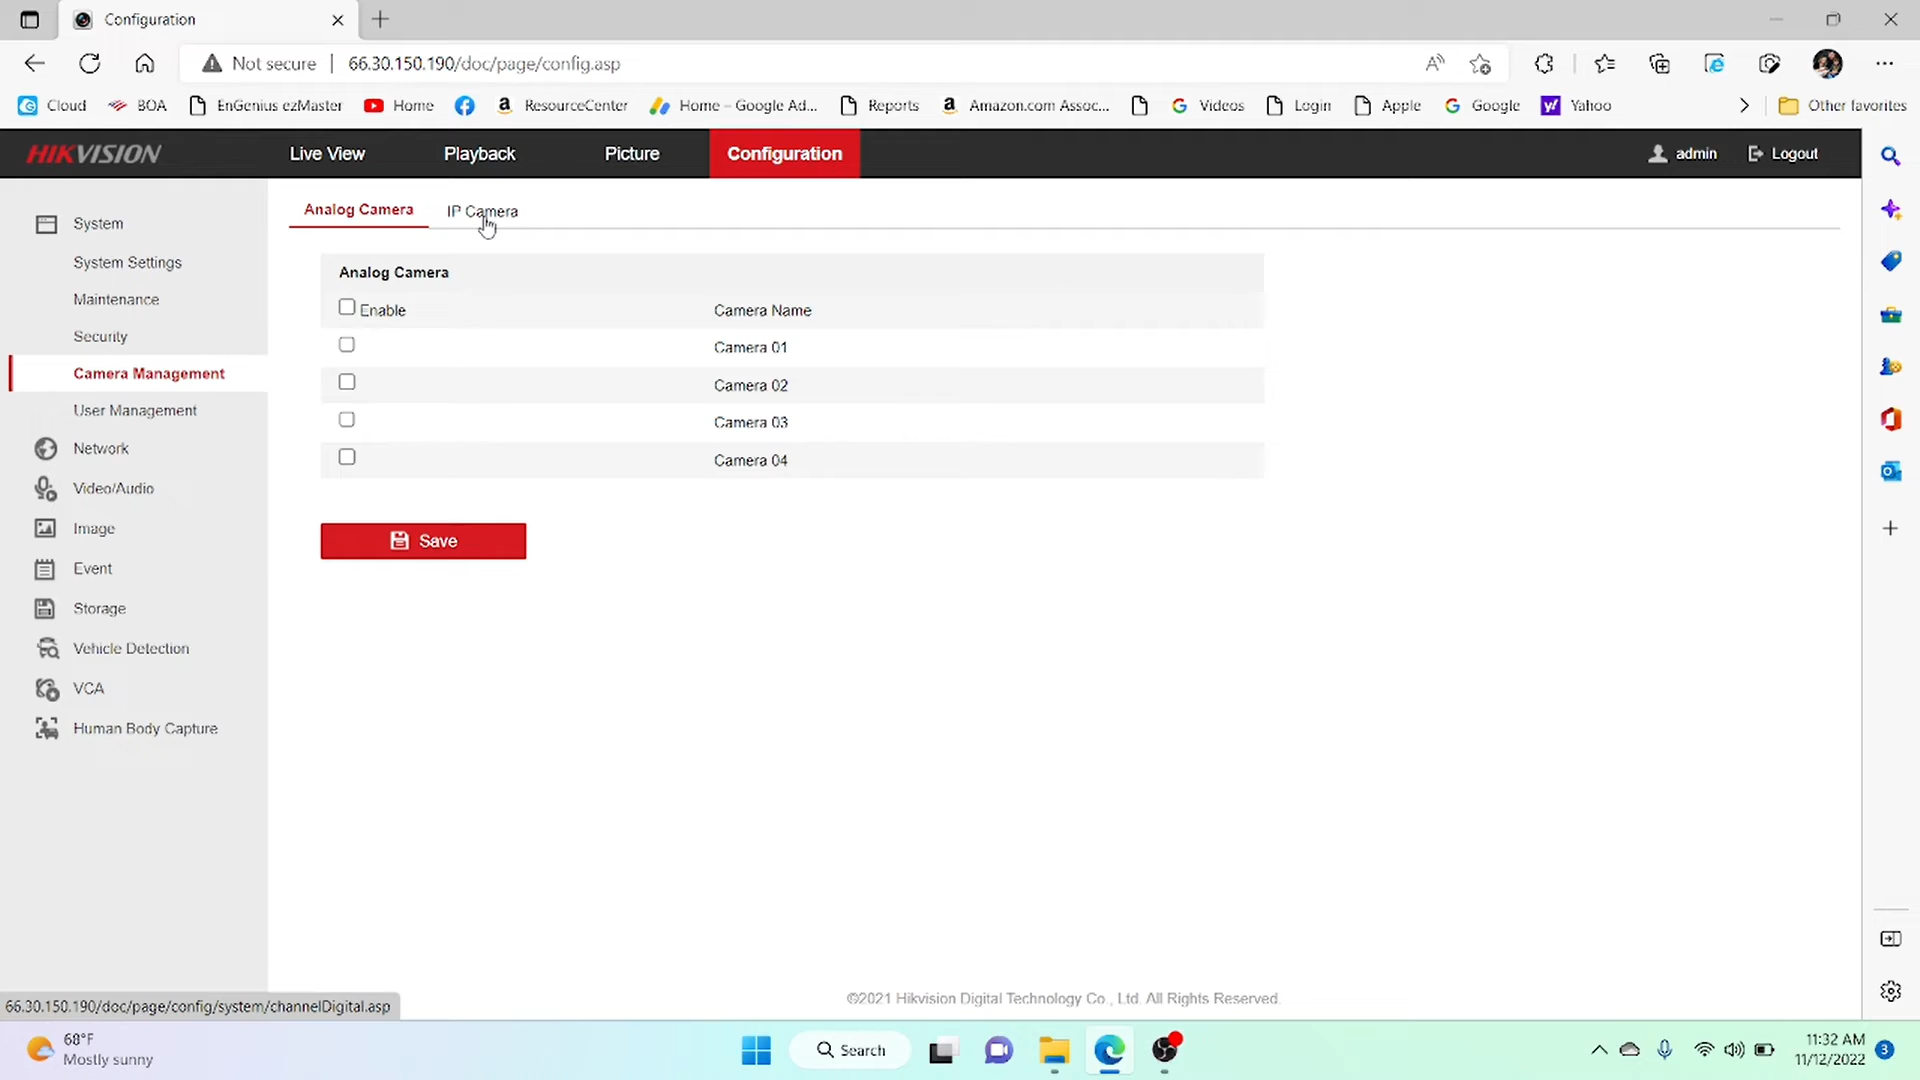 Configuration
Not secure
66.30.150.190/doc/page/config.asp
Cloud
BOA
EnGenius ezMaster
Home
ResourceCenter
Home – Google Ad...
Reports
Amazon.com Assoc...
Videos
Login
Apple
Google
Yahoo
Other favorites
HIKVISION
Live View
Playback
Picture
Configuration
admin
Logout
System
System Settings
Maintenance
Security
Camera Management
User Management
Network
Video/Audio
Image
Event
Storage
Vehicle Detection
VCA
Human Body Capture
Analog Camera
IP Camera
Analog Camera
Enable
Camera Name
Camera 01
Camera 02
Camera 03
Camera 04
Save
©2021 Hikvision Digital Technology Co., Ltd. All Rights Reserved.
66.30.150.190/doc/page/config/system/channelDigital.asp
68°F
Mostly sunny
Search
11:32 AM
11/12/2022
3